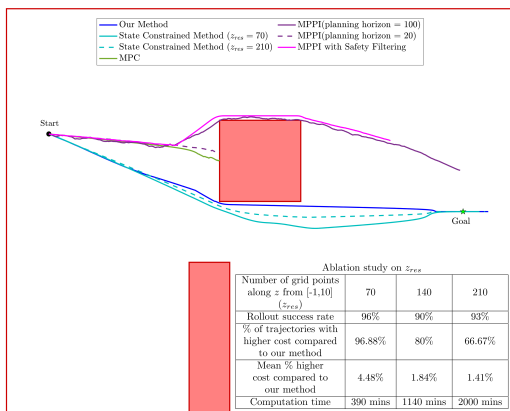 Our Method
State Constrained Method (z_res = 70)
State Constrained Method (z_res = 210)
MPC
MPPI(planning horizon = 100)
MPPI(planning horizon = 20)
MPPI with Safety Filtering
Start
Goal
Ablation study on z_res
Number of grid points along z from [-1,10] (z_res) 70 140 210
Rollout success rate 96% 90% 93%
% of trajectories with higher cost compared to our method 96.88% 80% 66.67%
Mean % higher cost compared to our method 4.48% 1.84% 1.41%
Computation time 390 mins 1140 mins 2000 mins